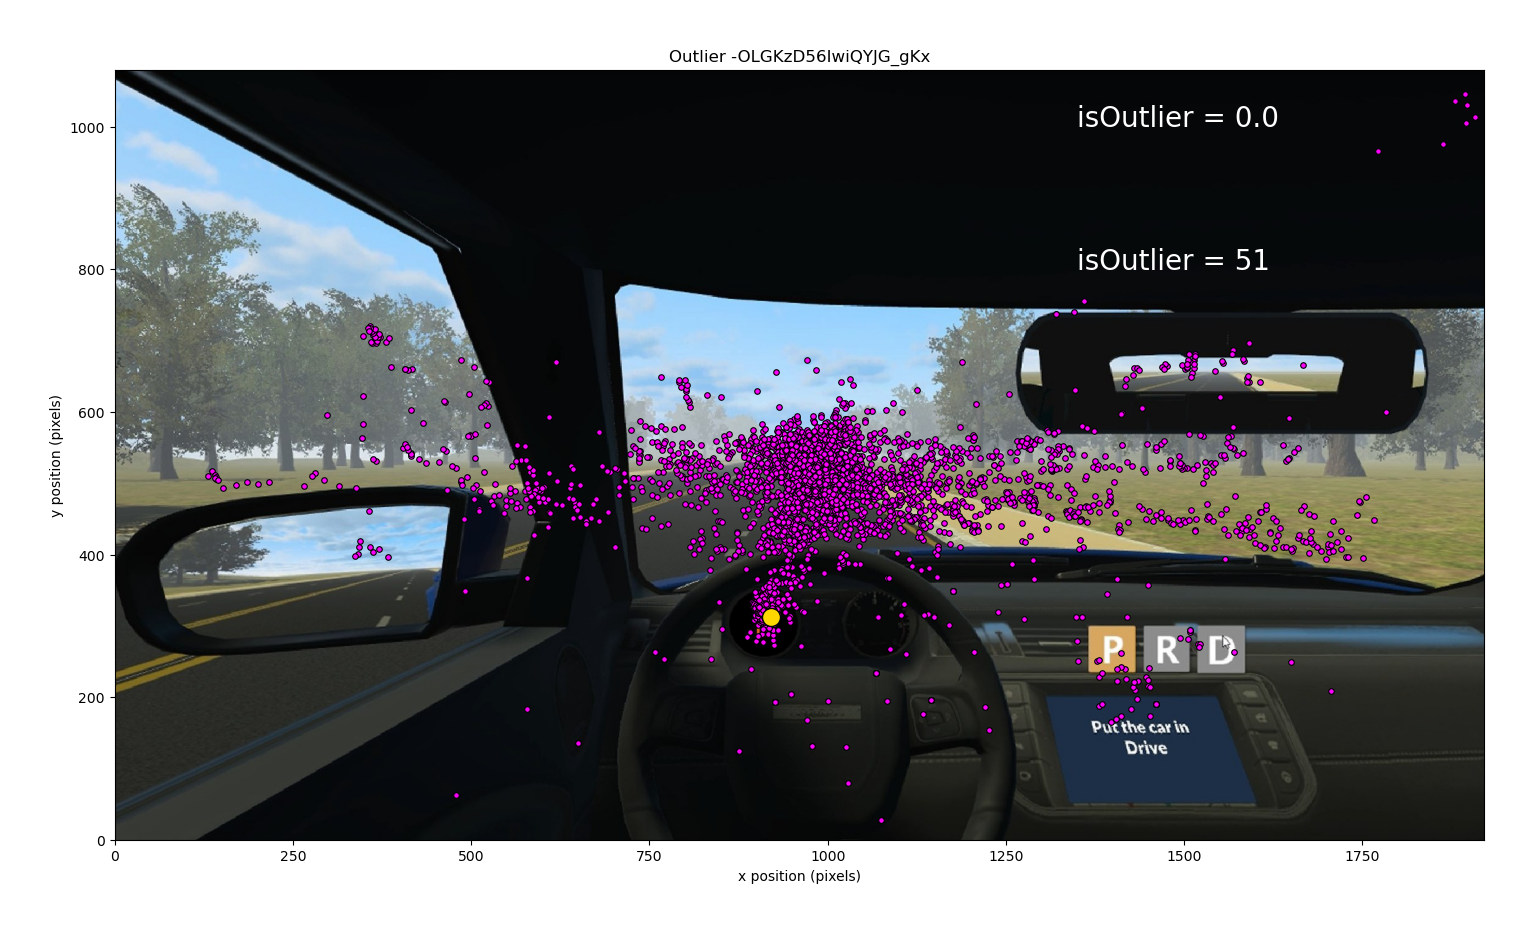 Outlier -OLGKzD56IwiQYJG_gKx
isOutlier = 0.0
isOutlier = 51
1000
800
600
400
200
0
y position (pixels)
P R D
Put the car in
Drive
0 250 500 750 1000 1250 1500 1750
x position (pixels)